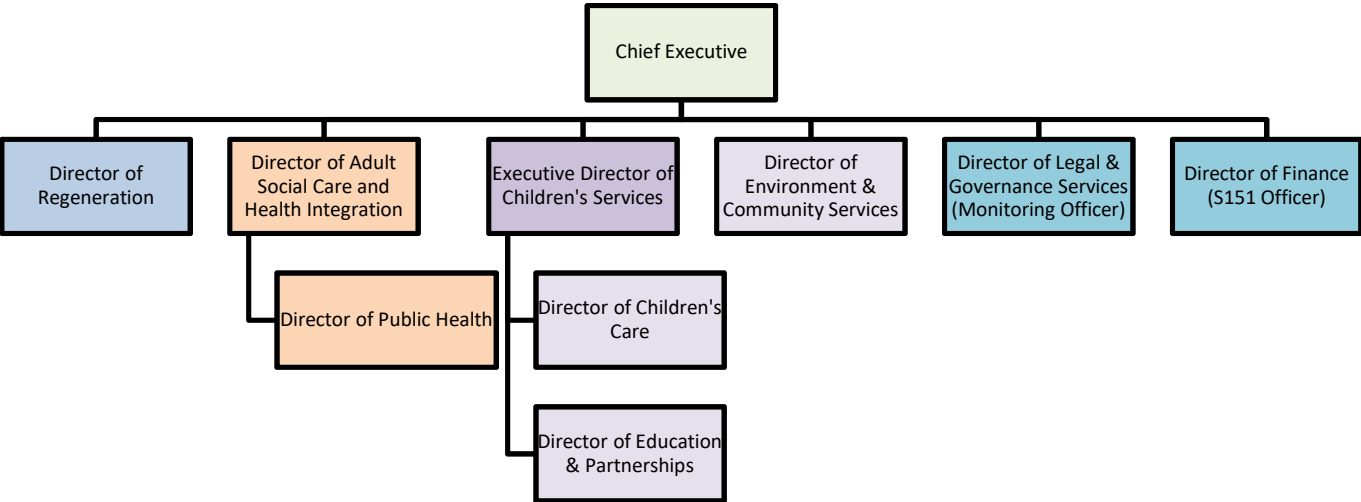 Chief Executive
Director of
Regeneration
Director of Adult
Social Care and
Health Integration
Executive Director of
Children's Services
Director of
Environment &
Community Services
Director of Legal &
Governance Services
(Monitoring Officer)
Director of Finance
(S151 Officer)
Director of Public Health
Director of Children's
Care
Director of Education
& Partnerships